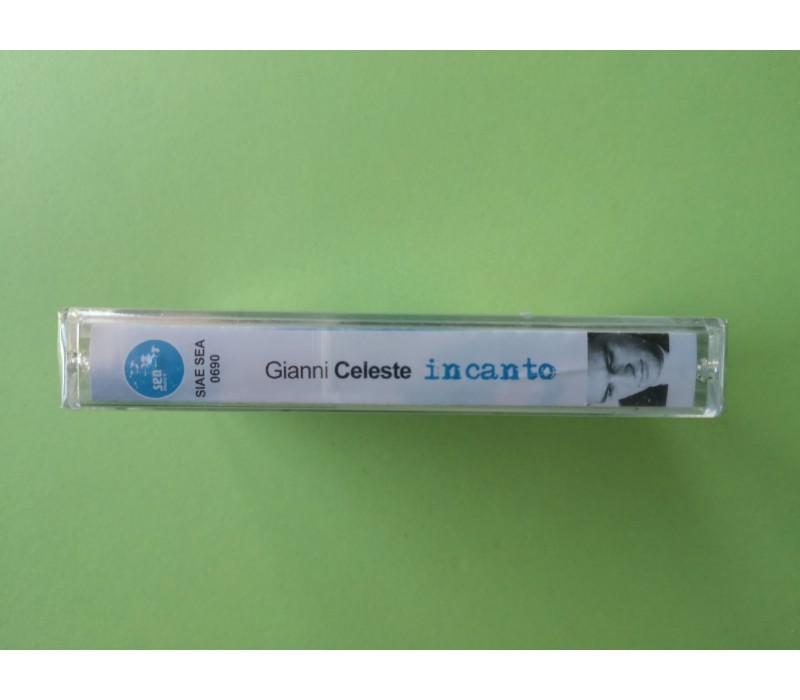 sea
SIAE SEA
0690
Gianni Celeste incanto